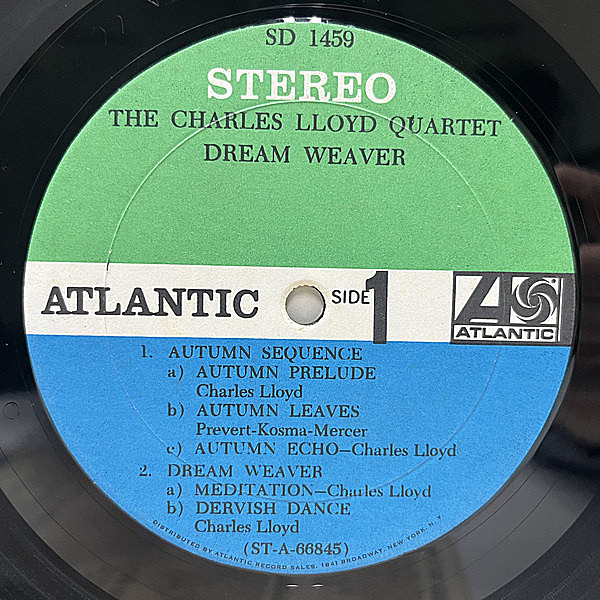 SD 1459
STEREO
THE CHARLES LLOYD QUARTET
DREAM WEAVER
ATLANTIC SIDE 1
ATLANTIC
1. AUTUMN SEQUENCE
a) AUTUMN PRELUDE
Charles Lloyd
b) AUTUMN LEAVES
Prevert-Kosma-Mercer
c) AUTUMN ECHO—Charles Lloyd
2. DREAM WEAVER
a) MEDITATION—Charles Lloyd
b) DERVISH DANCE
Charles Lloyd
(ST-A-66845)
DISTRIBUTED BY ATLANTIC RECORD SALES, 1841 BROADWAY, NEW YORK, N. Y.